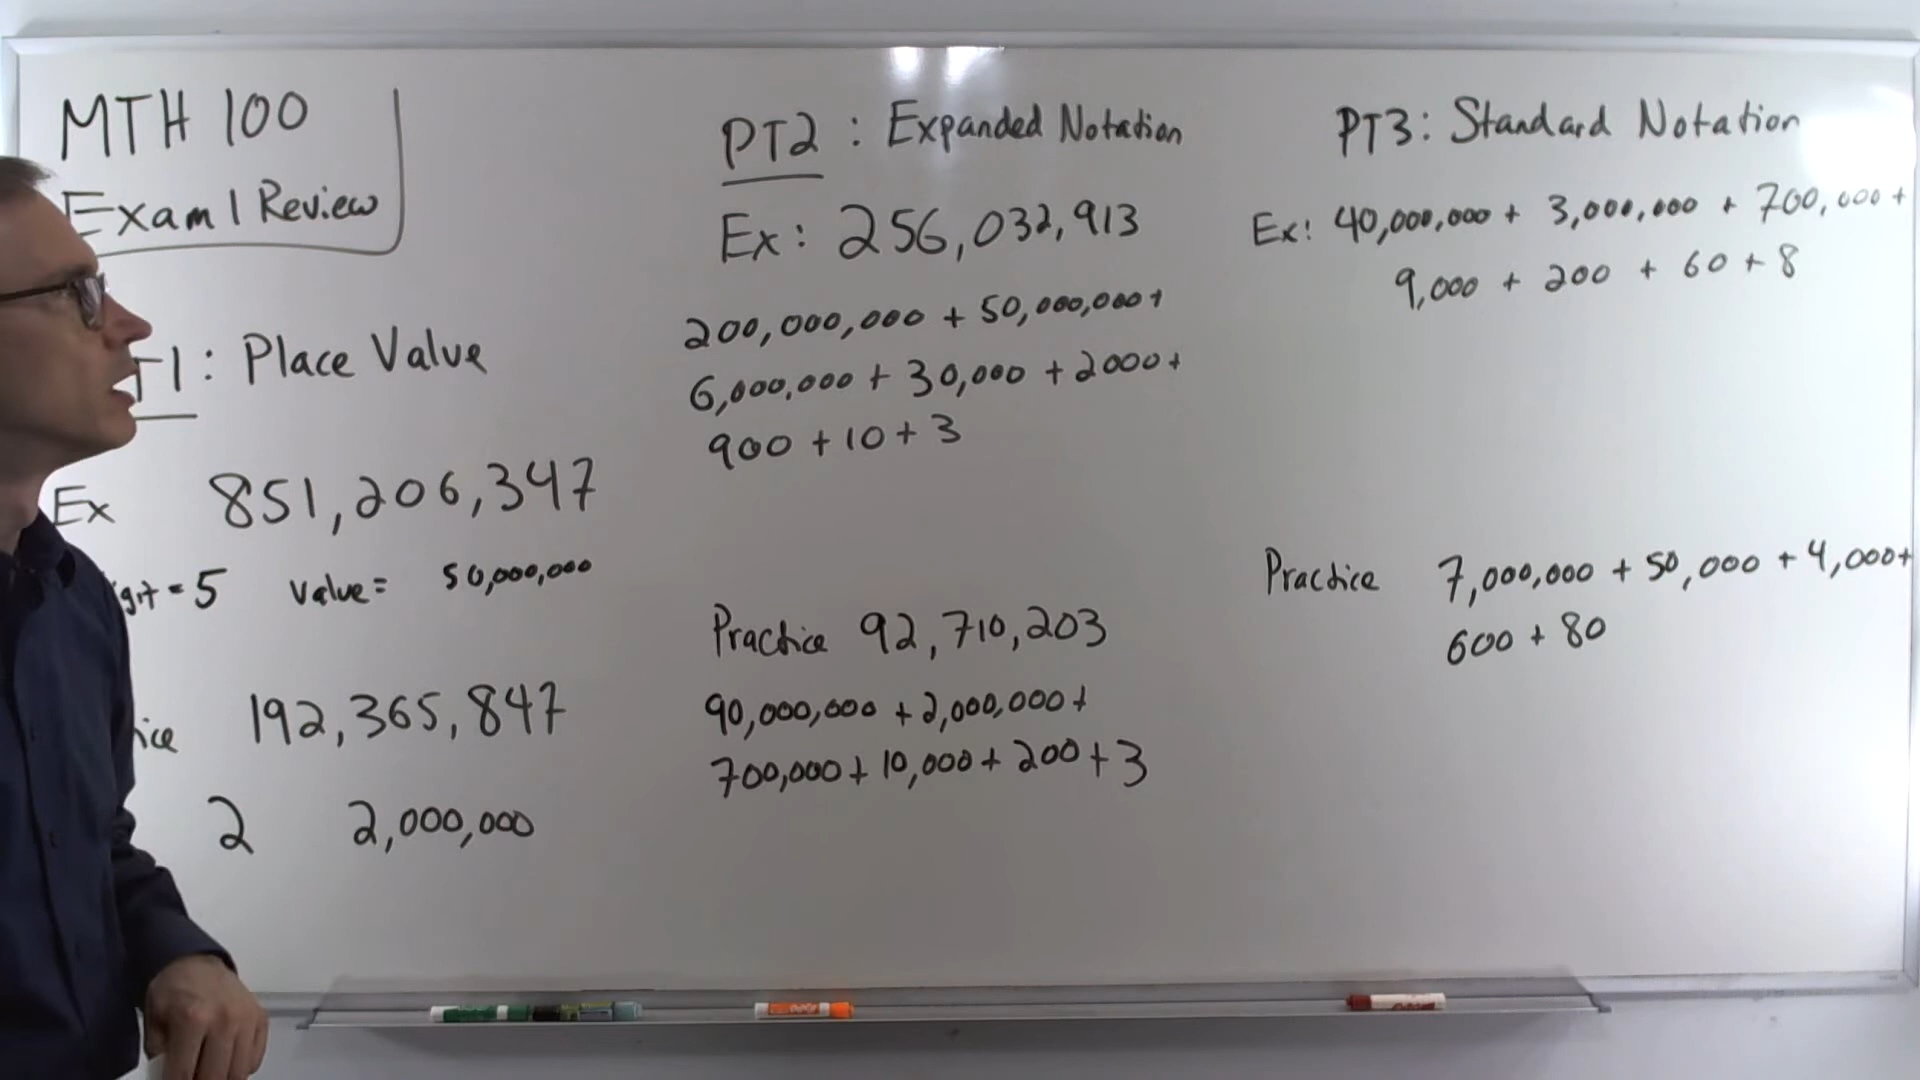 MTH 100
Exam 1 Review
T1: Place Value
Ex 851,206,347
git = 5 Value = 50,000,000
ice 192,365,847
2 2,000,000
PT2: Expanded Notation
Ex: 256,032,913
200,000,000 + 50,000,000+
6,000,000 + 30,000 + 2000+
900 + 10 + 3
Practice 92,710,203
90,000,000 + 2,000,000+
700,000 + 10,000 + 200 + 3
PT3: Standard Notation
Ex: 40,000,000 + 3,000,000 + 700,000 +
9,000 + 200 + 60 + 8
Practice 7,000,000 + 50,000 + 4,000+
600 + 80